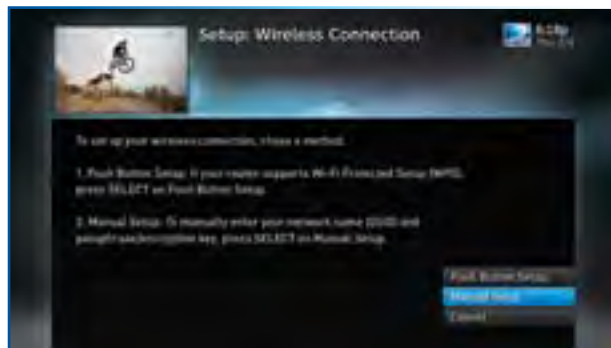 Setup: Wireless Connection
To set up your wireless connection, chose a method.
1. Push Button Setup: If your router supports Wi-Fi Protected Setup (WPS),
press SELECT on Push Button Setup.
2. Manual Setup: To manually enter your network name (SSID) and
passphrase/encryption key, press SELECT on Manual Setup.
Push Button Setup
Manual Setup
Cancel